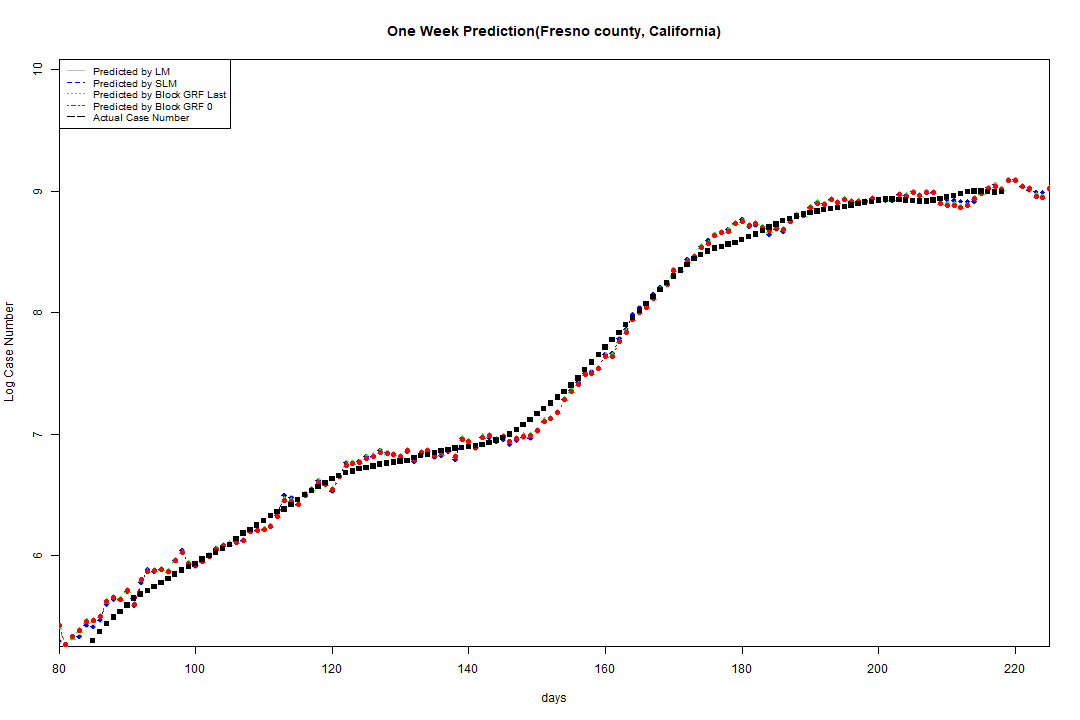 One Week Prediction(Fresno county, California)
Predicted by LM
Predicted by SLM
Predicted by Block GRF Last
Predicted by Block GRF 0
Actual Case Number
10
9
8
7
6
Log Case Number
80 100 120 140 160 180 200 220
days